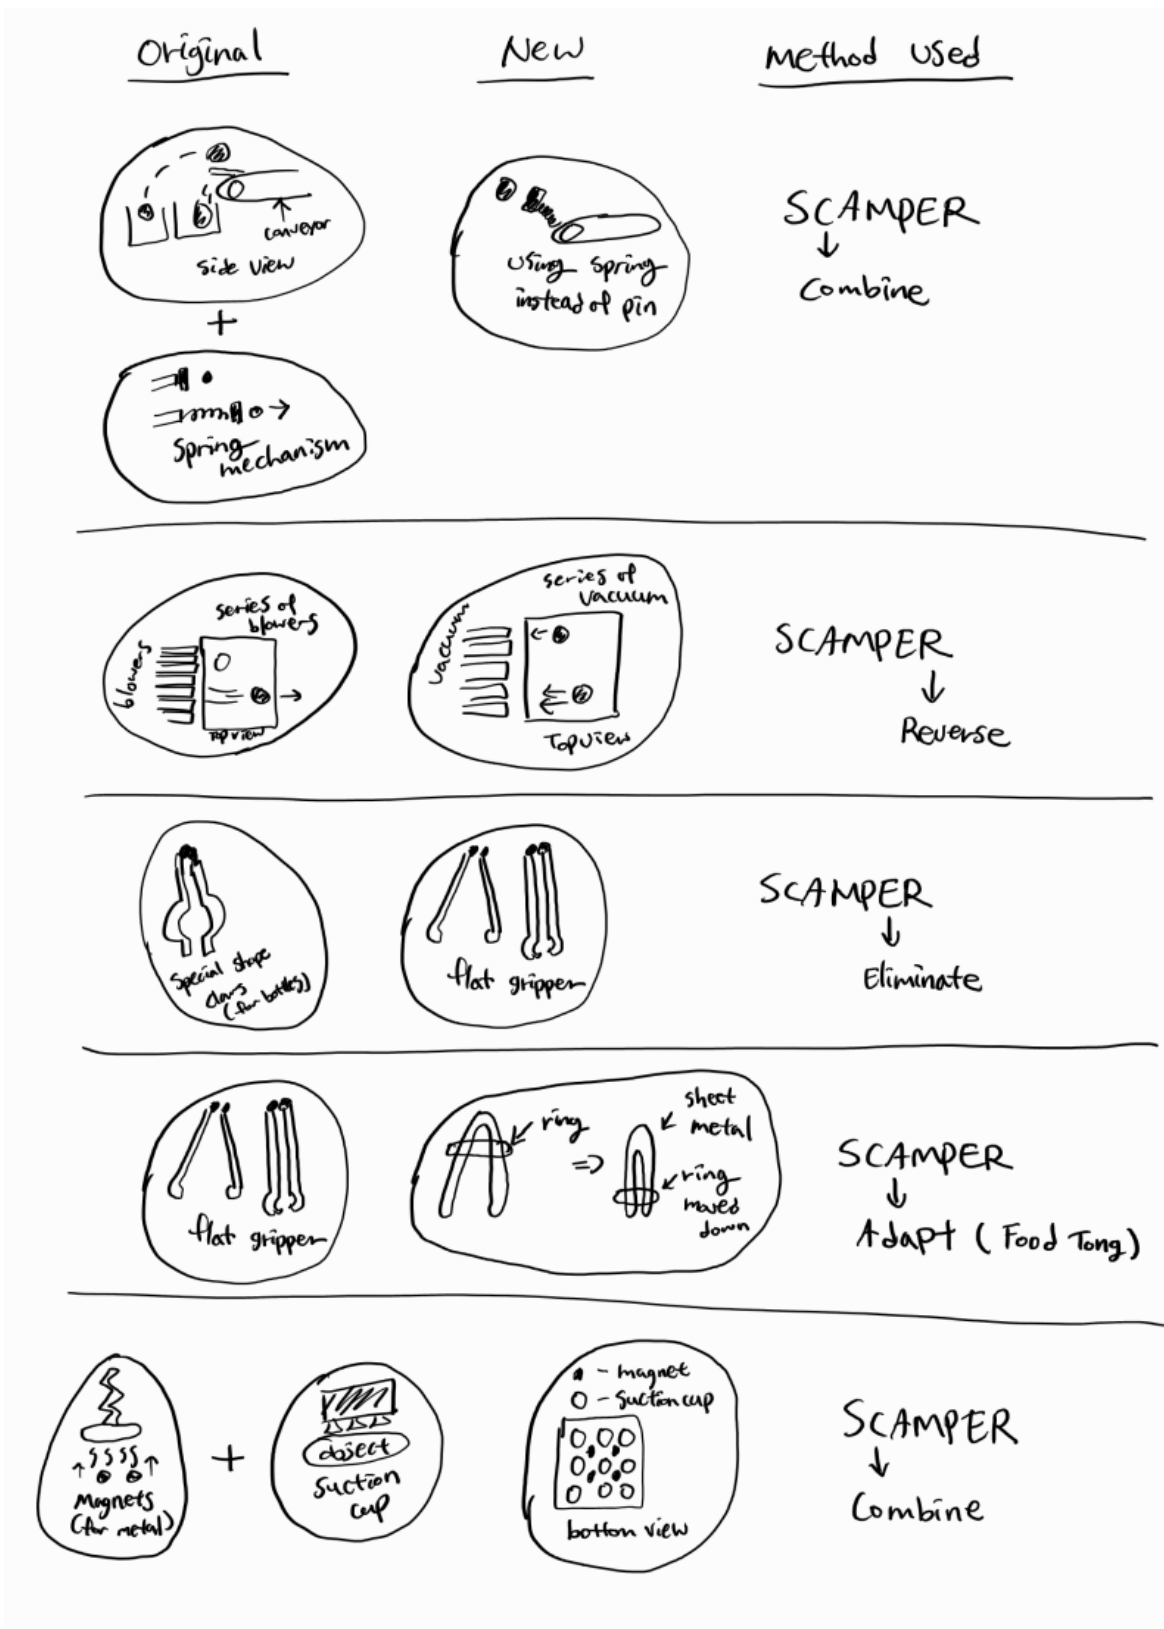 Original
New
Method Used
conveyor
side view
+
Spring
mechanism
using spring
instead of pin
SCAMPER
↓
Combine
series of
blowers
blowers
Top view
series of
vacuum
vacuum
Top view
SCAMPER
↓
Reverse
special shape
claws
(for bottles)
flat gripper
SCAMPER
↓
Eliminate
flat gripper
ring
⇒
sheet
metal
ring
moved
down
SCAMPER
↓
Adapt (Food Tong)
Magnets
(for metal)
+
object
suction
cup
- magnet
- suction cup
bottom view
SCAMPER
↓
Combine